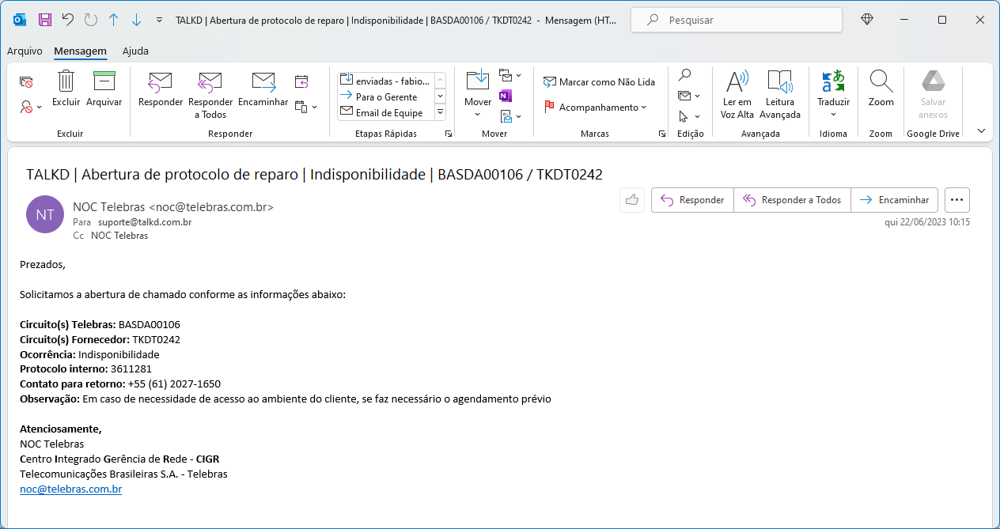 TALKD | Abertura de protocolo de reparo | Indisponibilidade | BASDA00106 / TKDT0242 - Mensagem (HT...
Pesquisar
Arquivo Mensagem Ajuda
Excluir
Arquivar
Excluir
Responder
Responder a Todos
Encaminhar
Responder
enviadas - fabio...
Para o Gerente
Email de Equipe
Etapas Rápidas
Mover
Mover
Marcar como Não Lida
Acompanhamento
Marcas
Edição
Ler em Voz Alta
Leitura Avançada
Avançada
Traduzir
Idioma
Zoom
Zoom
Salvar anexos
Google Drive
TALKD | Abertura de protocolo de reparo | Indisponibilidade | BASDA00106 / TKDT0242
NT
NOC Telebras <noc@telebras.com.br>
Para suporte@talkd.com.br
Cc NOC Telebras
Responder
Responder a Todos
Encaminhar
qui 22/06/2023 10:15
Prezados,
Solicitamos a abertura de chamado conforme as informações abaixo:
Circuito(s) Telebras: BASDA00106
Circuito(s) Fornecedor: TKDT0242
Ocorrência: Indisponibilidade
Protocolo interno: 3611281
Contato para retorno: +55 (61) 2027-1650
Observação: Em caso de necessidade de acesso ao ambiente do cliente, se faz necessário o agendamento prévio
Atenciosamente,
NOC Telebras
Centro Integrado Gerência de Rede - CIGR
Telecomunicações Brasileiras S.A. - Telebras
noc@telebras.com.br